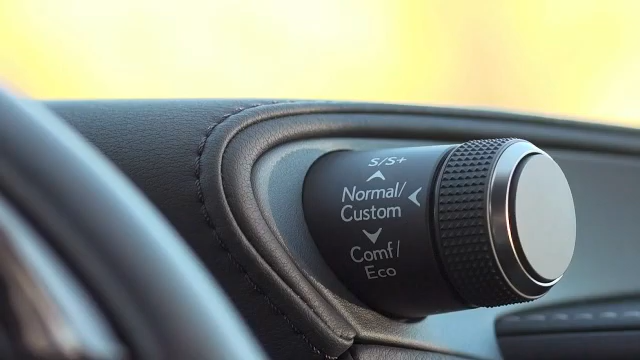 S/S+
Normal/
Custom
Comf/
Eco